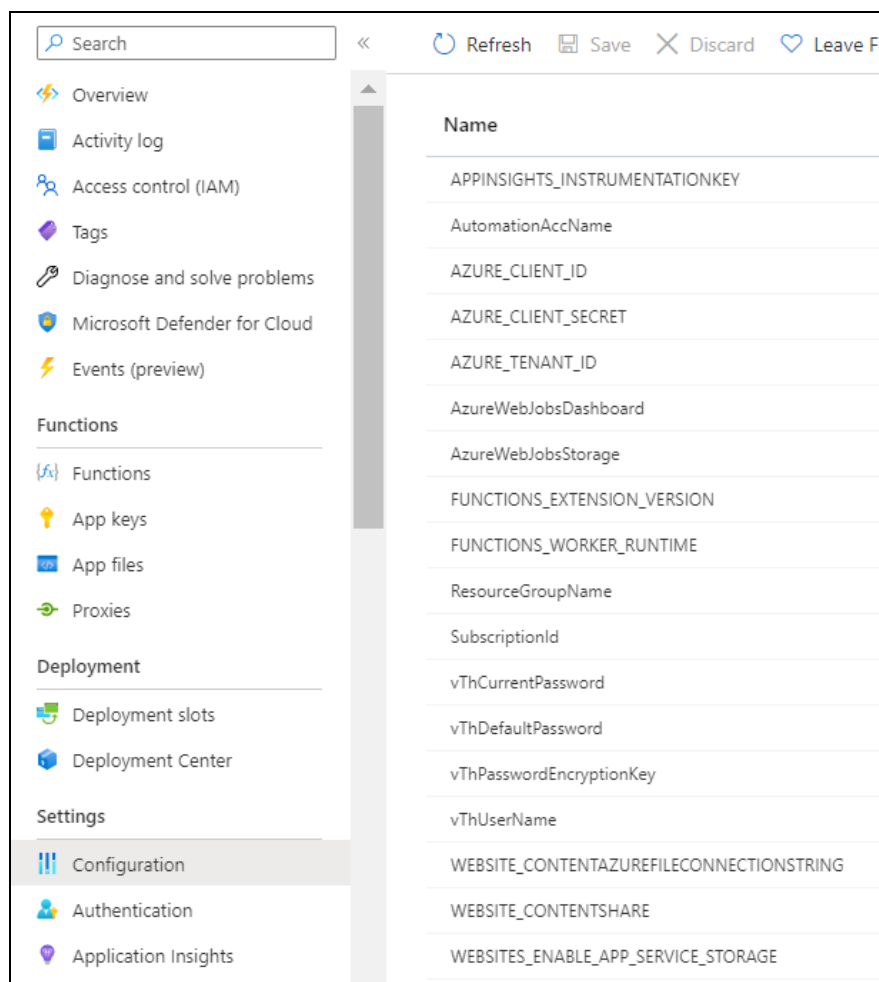 Search
Overview
Activity log
Access control (IAM)
Tags
Diagnose and solve problems
Microsoft Defender for Cloud
Events (preview)
Functions
Functions
App keys
App files
Proxies
Deployment
Deployment slots
Deployment Center
Settings
Configuration
Authentication
Application Insights
Refresh Save Discard Leave F
Name
APPINSIGHTS_INSTRUMENTATIONKEY
AutomationAccName
AZURE_CLIENT_ID
AZURE_CLIENT_SECRET
AZURE_TENANT_ID
AzureWebJobsDashboard
AzureWebJobsStorage
FUNCTIONS_EXTENSION_VERSION
FUNCTIONS_WORKER_RUNTIME
ResourceGroupName
SubscriptionId
vThCurrentPassword
vThDefaultPassword
vThPasswordEncryptionKey
vThUserName
WEBSITE_CONTENTAZUREFILECONNECTIONSTRING
WEBSITE_CONTENTSHARE
WEBSITES_ENABLE_APP_SERVICE_STORAGE